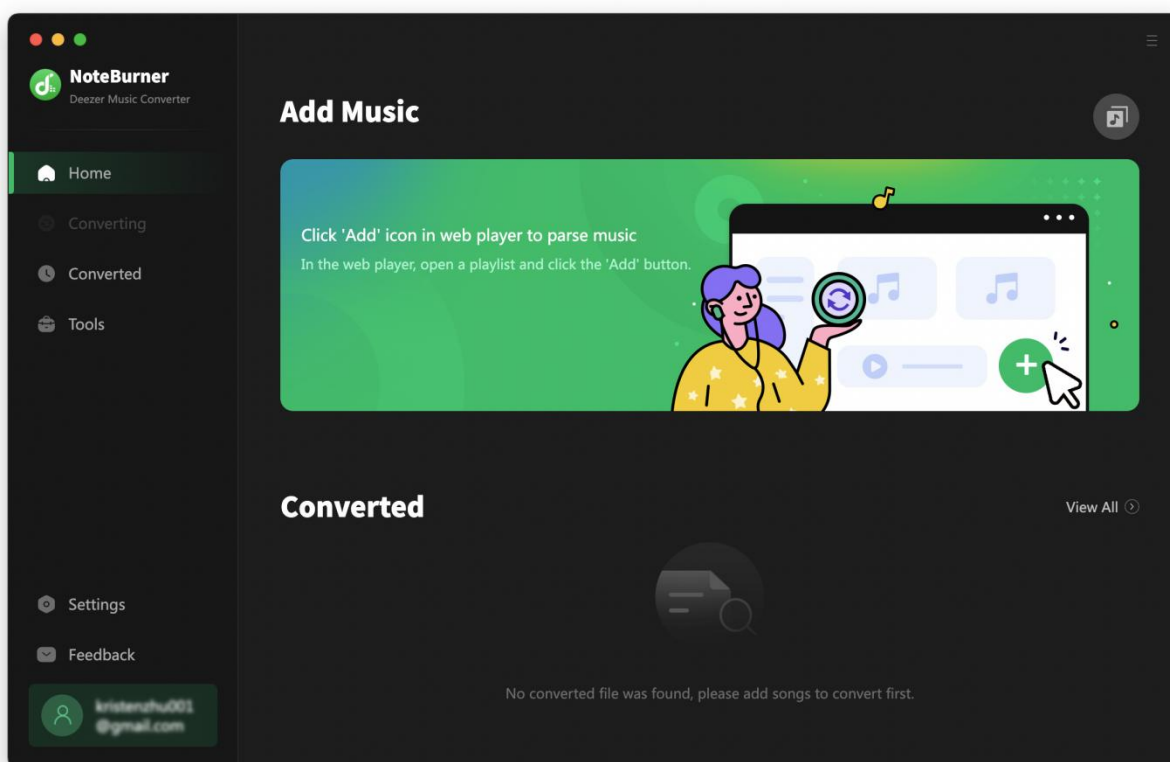 NoteBurner
Deezer Music Converter
Home
Converting
Converted
Tools
Settings
Feedback
Add Music
Click 'Add' icon in web player to parse music
In the web player, open a playlist and click the 'Add' button.
Converted
View All
No converted file was found, please add songs to convert first.